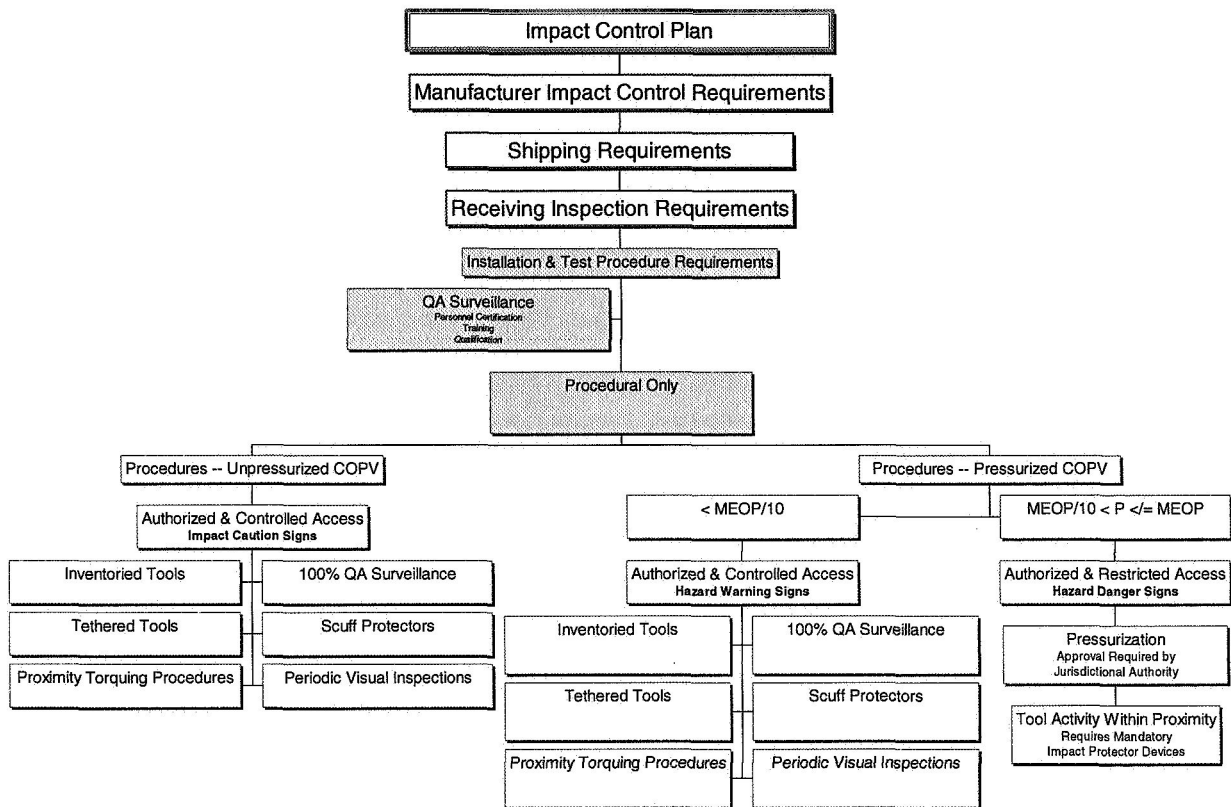 Impact Control Plan
Manufacturer Impact Control Requirements
Shipping Requirements
Receiving Inspection Requirements
Installation & Test Procedure Requirements
QA Surveillance
Personnel Certification
Training
Qualification
Procedural Only
Procedures -- Unpressurized COPV
Authorized & Controlled Access
Impact Caution Signs
Inventoried Tools
100% QA Surveillance
Tethered Tools
Scuff Protectors
Proximity Torquing Procedures
Periodic Visual Inspections
Procedures -- Pressurized COPV
< MEOP/10
Authorized & Controlled Access
Hazard Warning Signs
Inventoried Tools
100% QA Surveillance
Tethered Tools
Scuff Protectors
Proximity Torquing Procedures
Periodic Visual Inspections
MEOP/10 < P </= MEOP
Authorized & Restricted Access
Hazard Danger Signs
Pressurization
Approval Required by
Jurisdictional Authority
Tool Activity Within Proximity
Requires Mandatory
Impact Protector Devices